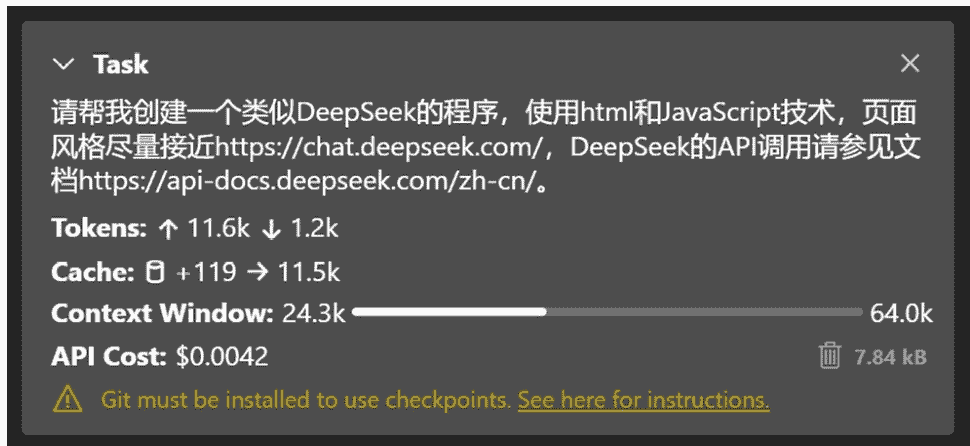 Task
请帮我创建一个类似DeepSeek的程序，使用html和JavaScript技术，页面
风格尽量接近https://chat.deepseek.com/，DeepSeek的API调用请参见文
档https://api-docs.deepseek.com/zh-cn/。
Tokens: ↑ 11.6k ↓ 1.2k
Cache: +119 → 11.5k
Context Window: 24.3k 64.0k
API Cost: $0.0042 7.84 kB
Git must be installed to use checkpoints. See here for instructions.